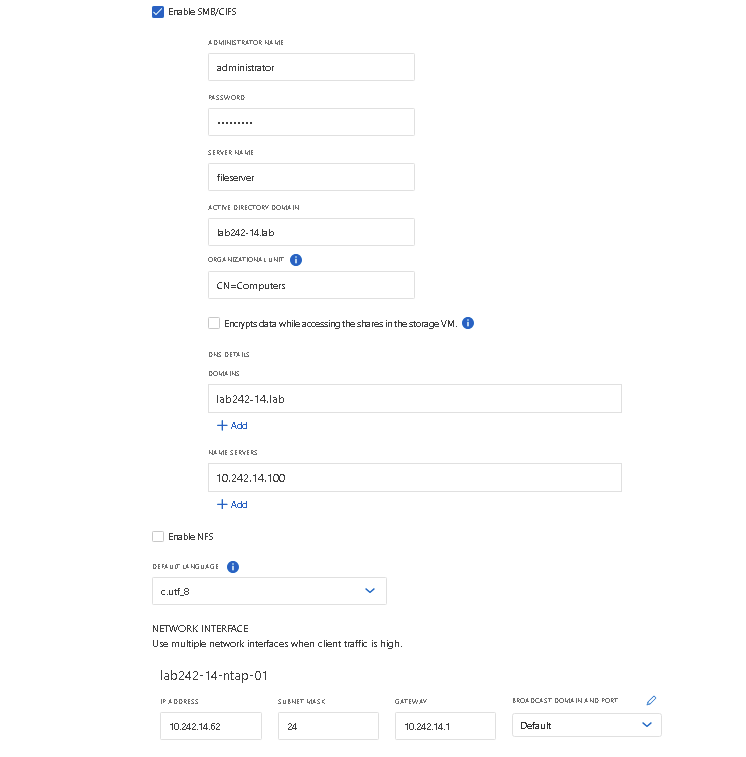 Enable SMB/CIFS
ADMINISTRATOR NAME
administrator
PASSWORD
•••••••••
SERVER NAME
fileserver
ACTIVE DIRECTORY DOMAIN
lab242-14.lab
ORGANIZATIONAL UNIT
CN=Computers
Encrypts data while accessing the shares in the storage VM.
DNS DETAILS
DOMAINS
lab242-14.lab
+ Add
NAME SERVERS
10.242.14.100
+ Add
Enable NFS
DEFAULT LANGUAGE
c.utf_8
NETWORK INTERFACE
Use multiple network interfaces when client traffic is high.
lab242-14-ntap-01
IP ADDRESS SUBNET MASK GATEWAY BROADCAST DOMAIN AND PORT
10.242.14.62 24 10.242.14.1 Default